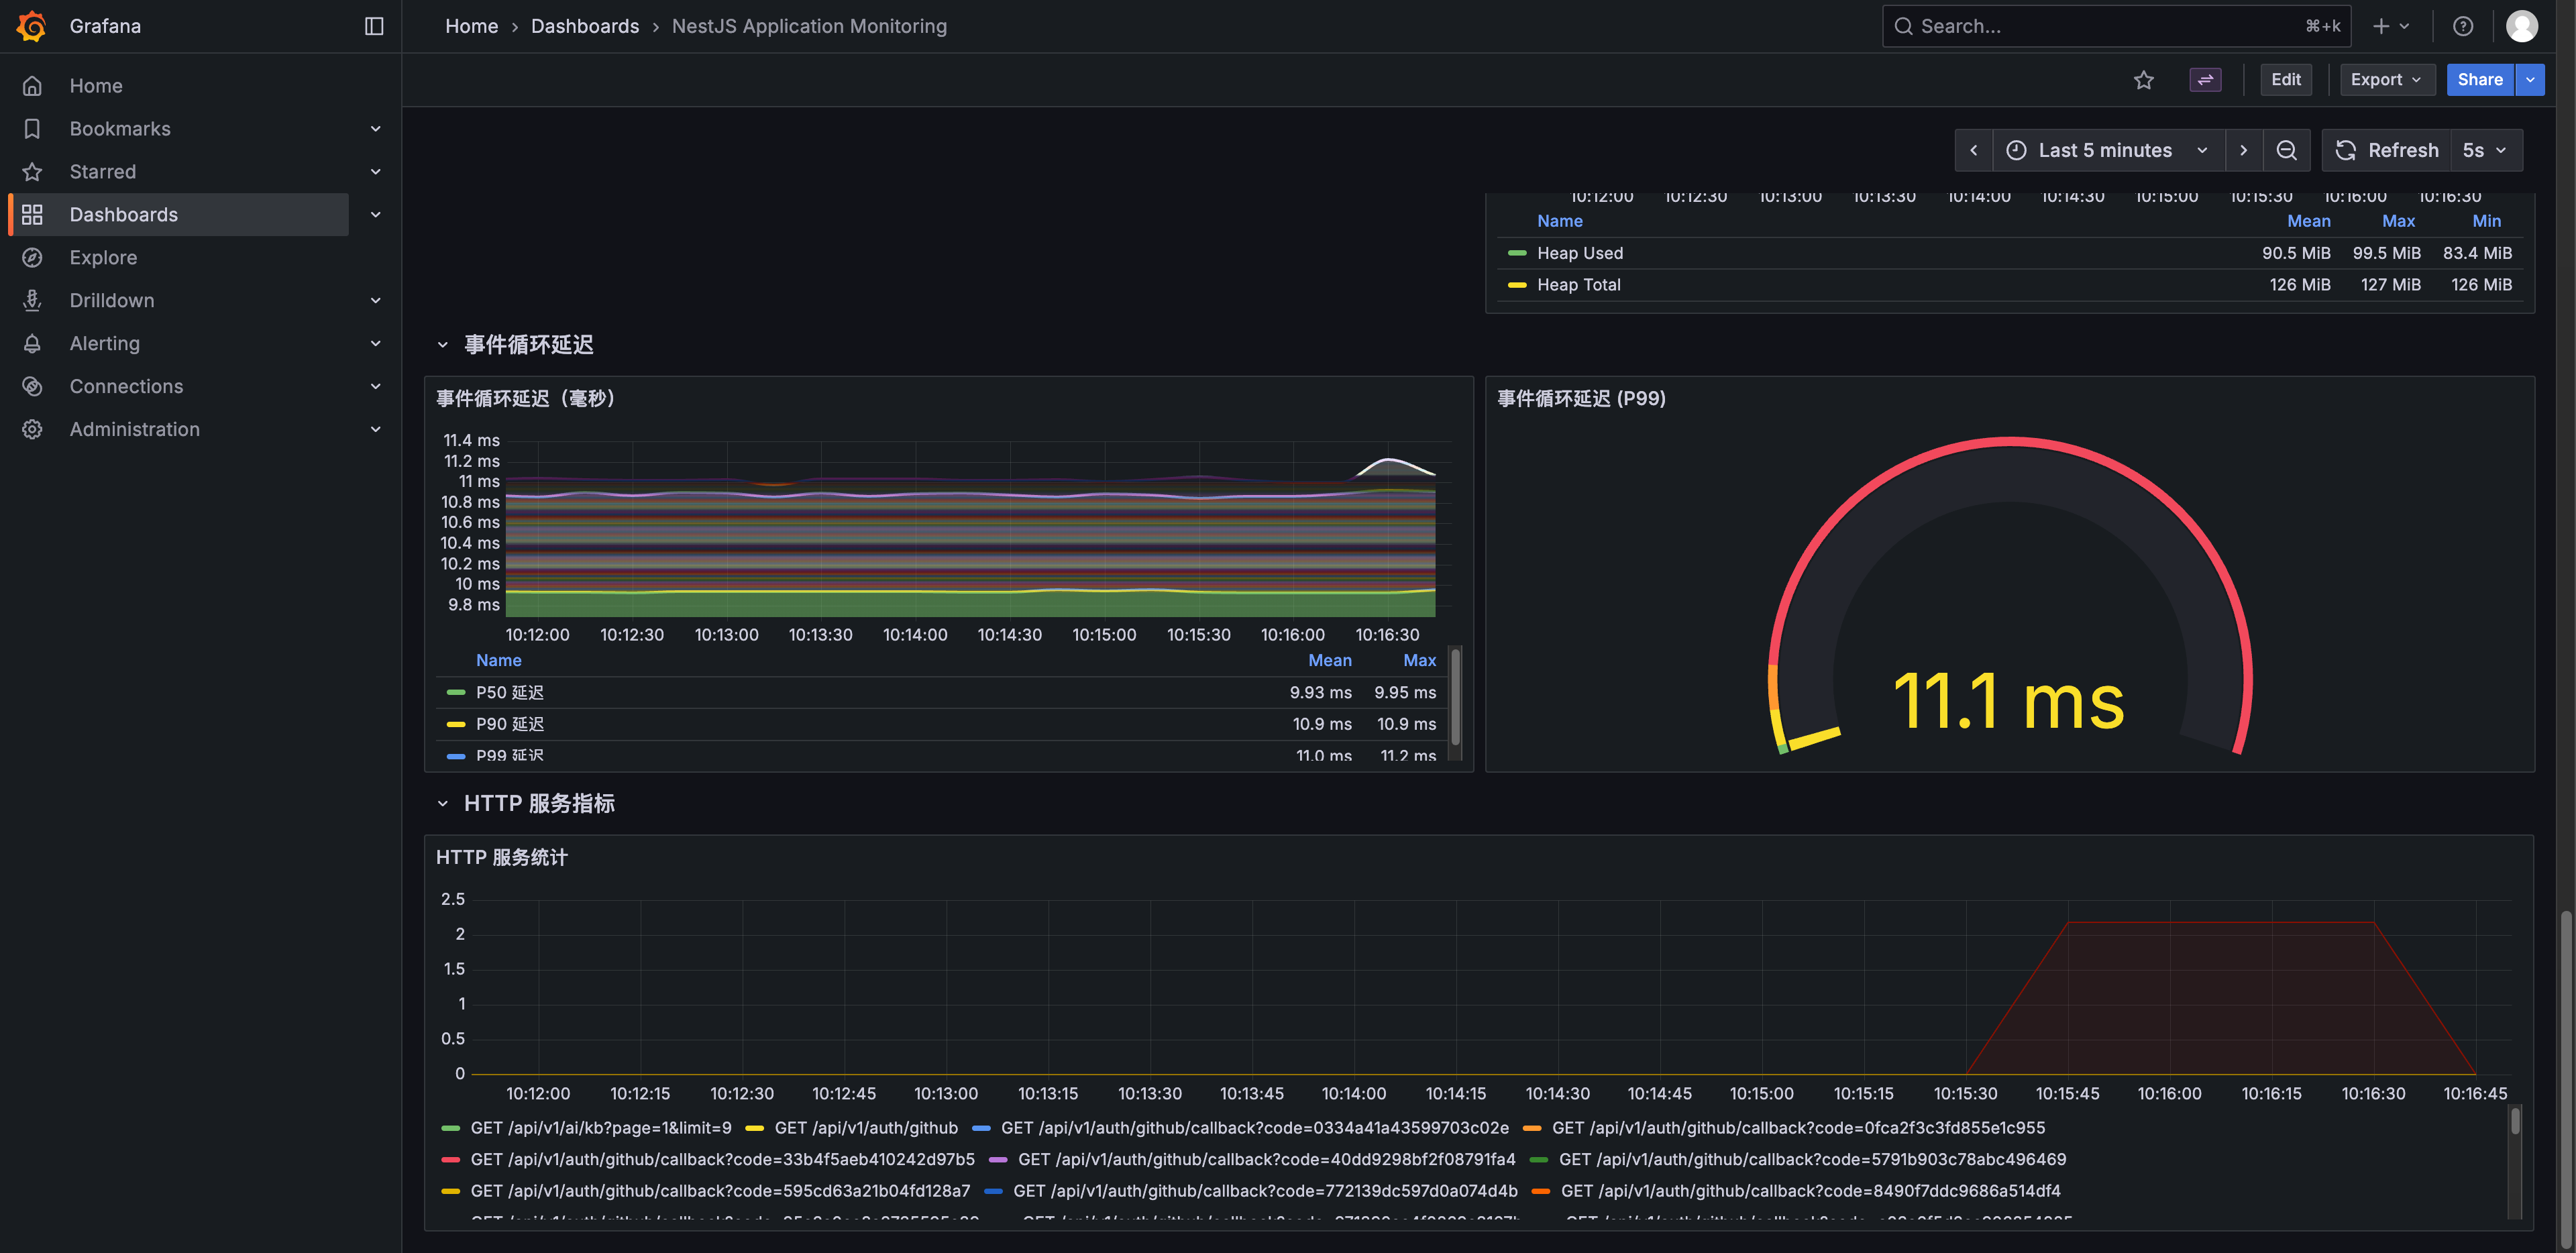 Grafana
Home › Dashboards › NestJS Application Monitoring
Search... ⌘+k
Edit Export Share
Home
Bookmarks
Starred
Dashboards
Explore
Drilldown
Alerting
Connections
Administration
Last 5 minutes Refresh 5s
10:12:00 10:12:30 10:13:00 10:13:30 10:14:00 10:14:30 10:15:00 10:15:30 10:16:00 10:16:30
Name Mean Max Min
Heap Used 90.5 MiB 99.5 MiB 83.4 MiB
Heap Total 126 MiB 127 MiB 126 MiB
事件循环延迟
事件循环延迟（毫秒）
11.4 ms
11.2 ms
11 ms
10.8 ms
10.6 ms
10.4 ms
10.2 ms
10 ms
9.8 ms
10:12:00 10:12:30 10:13:00 10:13:30 10:14:00 10:14:30 10:15:00 10:15:30 10:16:00 10:16:30
Name Mean Max
P50 延迟 9.93 ms 9.95 ms
P90 延迟 10.9 ms 10.9 ms
P99 延迟 11.0 ms 11.2 ms
事件循环延迟 (P99)
11.1 ms
HTTP 服务指标
HTTP 服务统计
2.5
2
1.5
1
0.5
0
10:12:00 10:12:15 10:12:30 10:12:45 10:13:00 10:13:15 10:13:30 10:13:45 10:14:00 10:14:15 10:14:30 10:14:45 10:15:00 10:15:15 10:15:30 10:15:45 10:16:00 10:16:15 10:16:30 10:16:45
GET /api/v1/ai/kb?page=1&limit=9 GET /api/v1/auth/github GET /api/v1/auth/github/callback?code=0334a41a43599703c02e GET /api/v1/auth/github/callback?code=0fca2f3c3fd855e1c955
GET /api/v1/auth/github/callback?code=33b4f5aeb410242d97b5 GET /api/v1/auth/github/callback?code=40dd9298bf2f08791fa4 GET /api/v1/auth/github/callback?code=5791b903c78abc496469
GET /api/v1/auth/github/callback?code=595cd63a21b04fd128a7 GET /api/v1/auth/github/callback?code=772139dc597d0a074d4b GET /api/v1/auth/github/callback?code=8490f7ddc9686a514df4